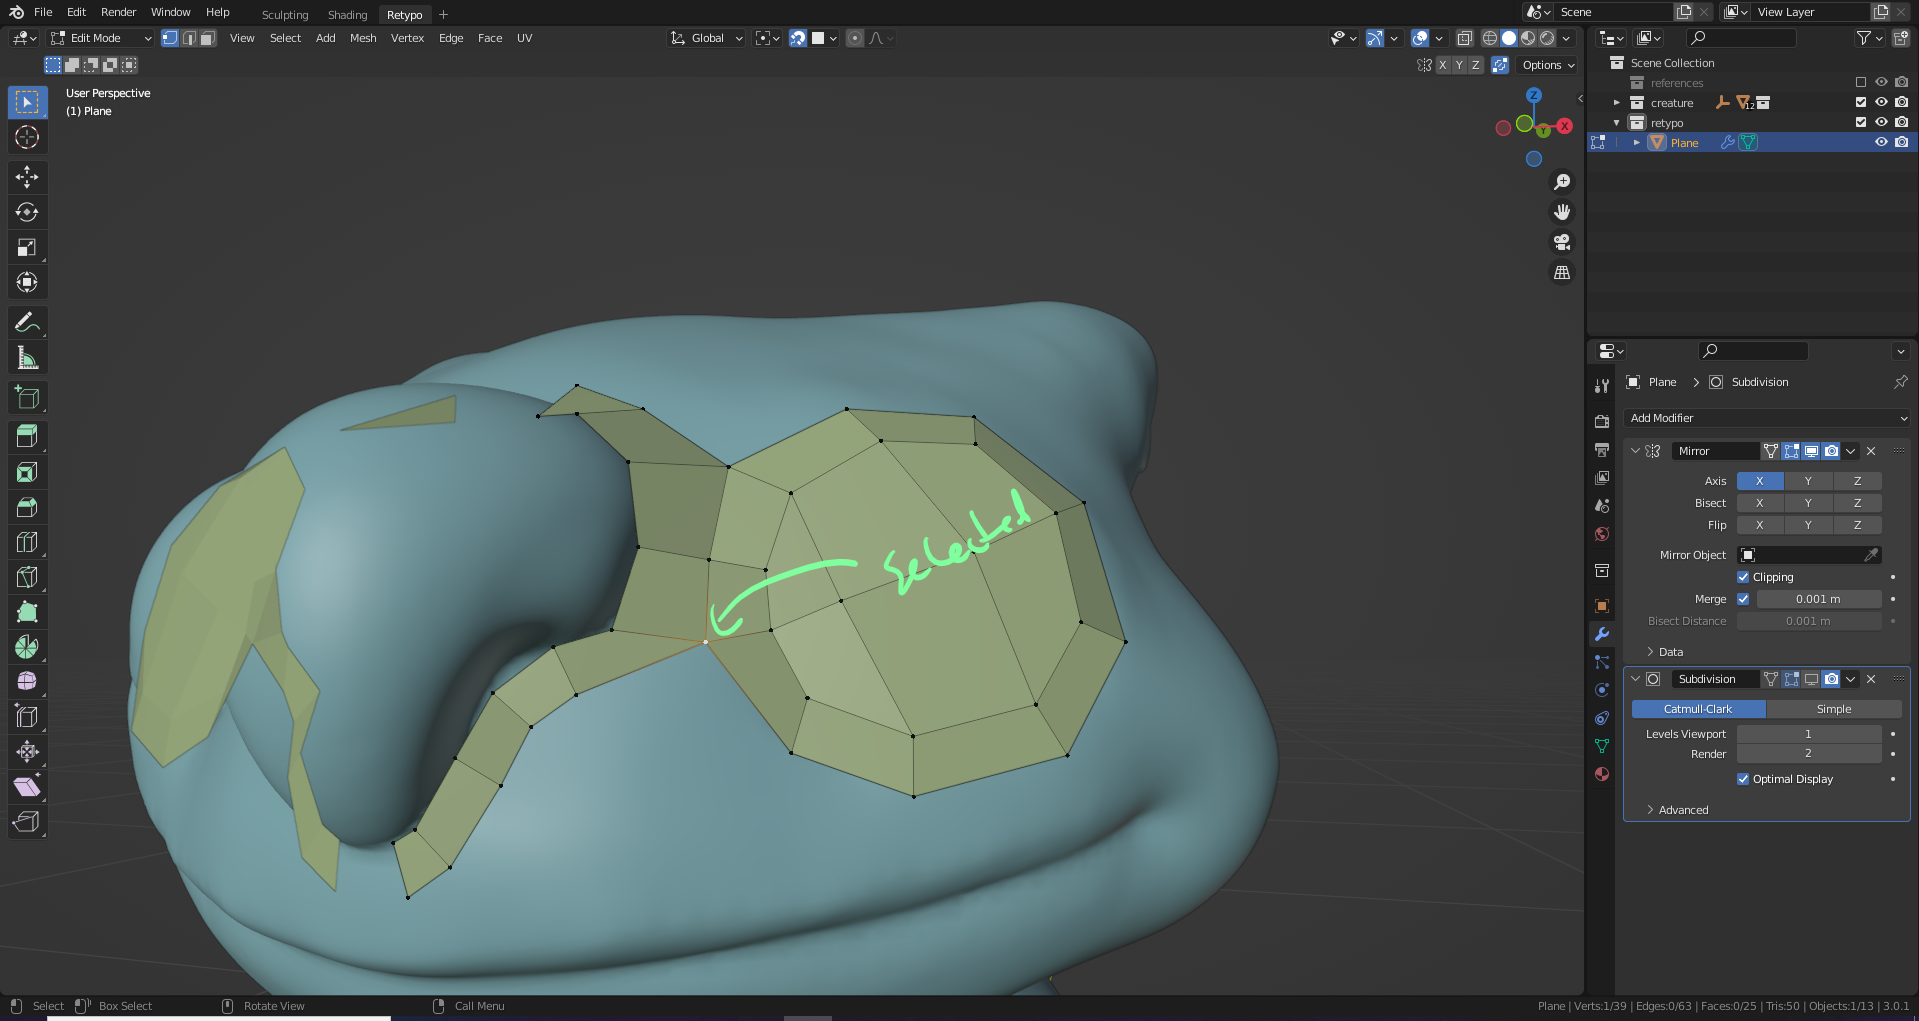 File Edit Render Window Help Sculpting Shading Retypo + Scene View Layer
Edit Mode View Select Add Mesh Vertex Edge Face UV Global
X Y Z Options
User Perspective
(1) Plane
Z
X
Y
Selected
Scene Collection
references
creature 12
retypo
Plane
Plane > Subdivision
Add Modifier
Mirror
Axis X Y Z
Bisect X Y Z
Flip X Y Z
Mirror Object
Clipping
Merge 0.001 m
Bisect Distance 0.001 m
Data
Subdivision
Catmull-Clark Simple
Levels Viewport 1
Render 2
Optimal Display
Advanced
Select Box Select Rotate View Call Menu
Plane | Verts:1/39 | Edges:0/63 | Faces:0/25 | Tris:50 | Objects:1/13 | 3.0.1